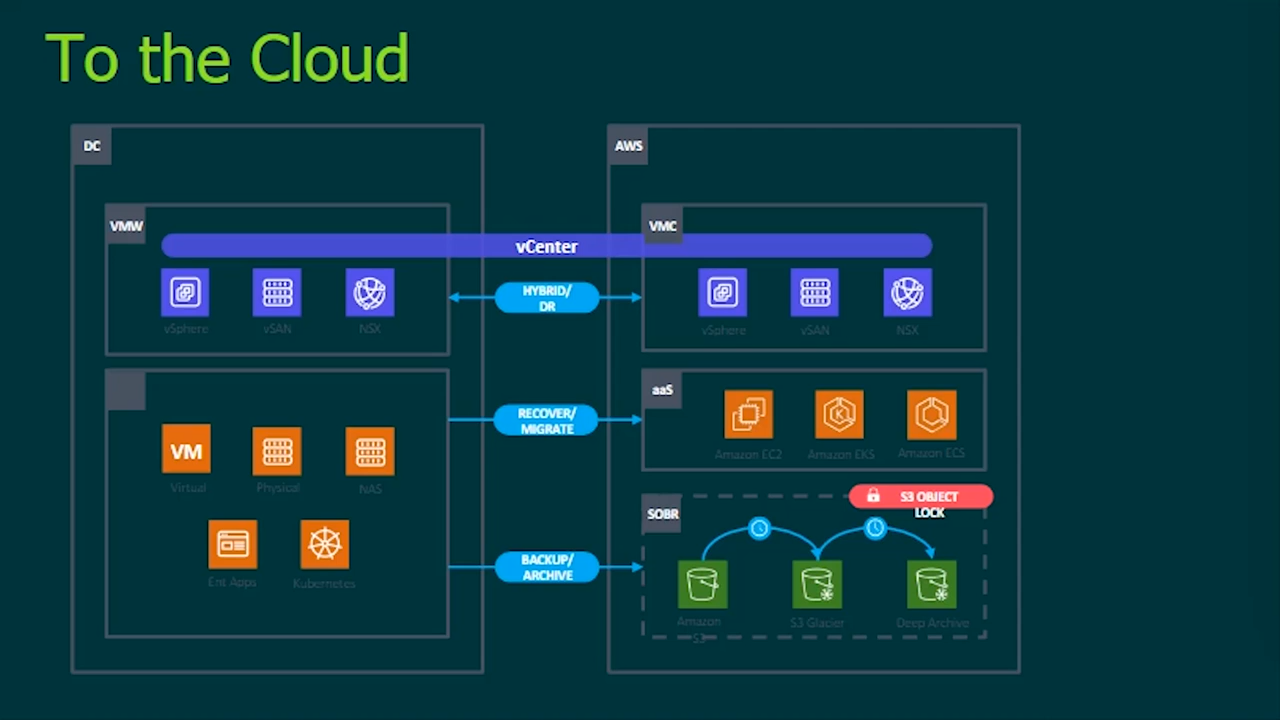 To the Cloud
DC
AWS
VMW
VMC
vCenter
vSphere
vSAN
NSX
HYBRID/
DR
vSphere
vSAN
NSX
aaS
RECOVER/
MIGRATE
VM
Virtual
Physical
NAS
Amazon EC2
Amazon EKS
Amazon ECS
S3 OBJECT
LOCK
SOBR
Ent Apps
Kubernetes
BACKUP/
ARCHIVE
Amazon
S3
S3 Glacier
Deep Archive